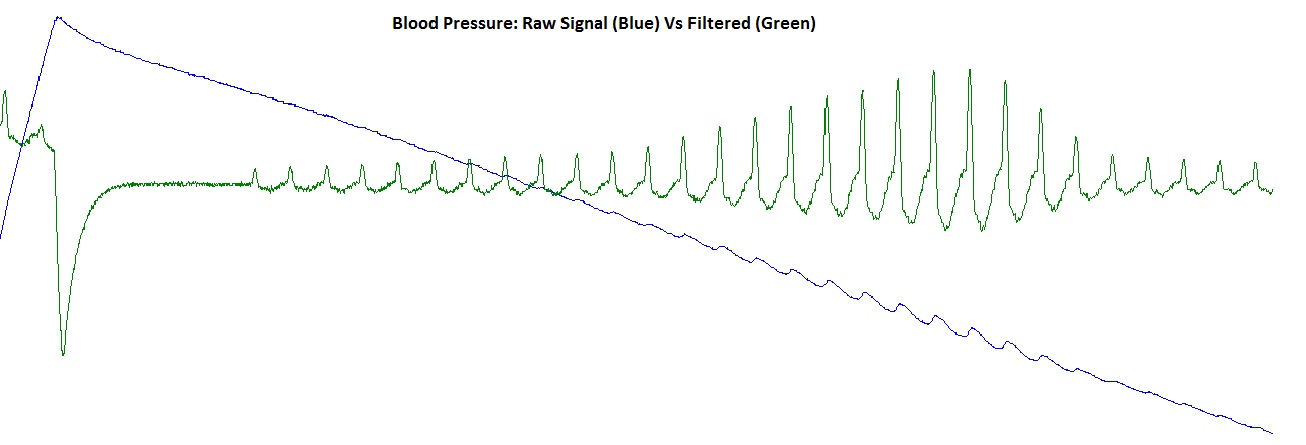 Blood Pressure: Raw Signal (Blue) Vs Filtered (Green)